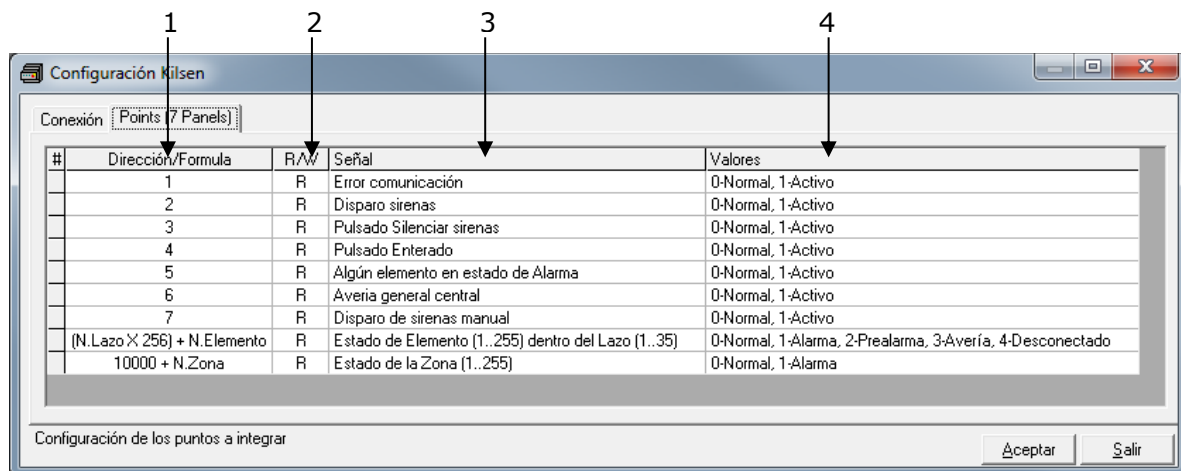 1 2 3 4
Configuración Kilsen
Conexión Points (7 Panels)
# Dirección/Formula R/W Señal Valores
1 R Error comunicación 0-Normal, 1-Activo
2 R Disparo sirenas 0-Normal, 1-Activo
3 R Pulsado Silenciar sirenas 0-Normal, 1-Activo
4 R Pulsado Enterado 0-Normal, 1-Activo
5 R Algún elemento en estado de Alarma 0-Normal, 1-Activo
6 R Averia general central 0-Normal, 1-Activo
7 R Disparo de sirenas manual 0-Normal, 1-Activo
(N.Lazo X 256) + N.Elemento R Estado de Elemento (1..255) dentro del Lazo (1..35) 0-Normal, 1-Alarma, 2-Prealarma, 3-Avería, 4-Desconectado
10000 + N.Zona R Estado de la Zona (1..255) 0-Normal, 1-Alarma
Configuración de los puntos a integrar
Aceptar Salir